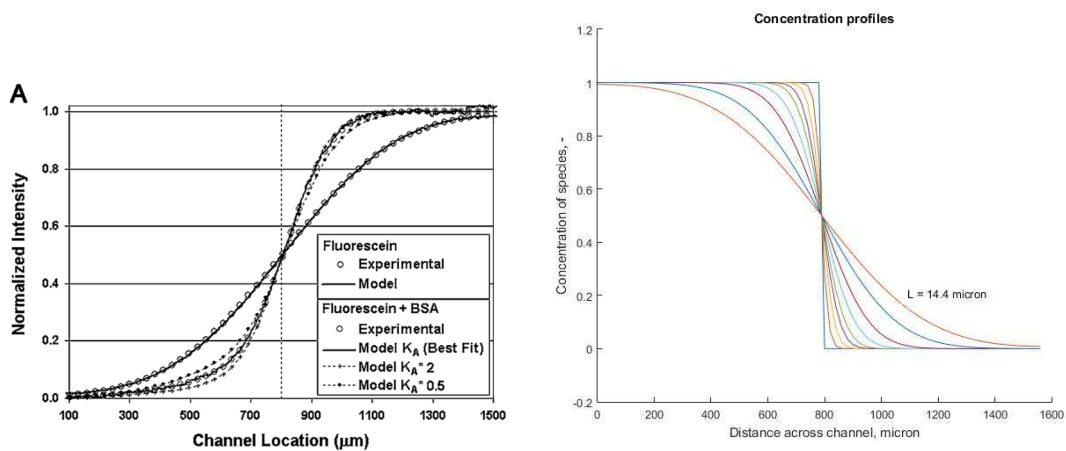 A
Normalized Intensity
1.0
0.8
0.6
0.4
0.2
0.0
100
300
500
700
900
1100
1300
1500
Channel Location (μm)
Fluorescein
Experimental
Model
Fluorescein + BSA
Experimental
Model KA (Best Fit)
Model KA* 2
Model KA* 0.5
Concentration profiles
Concentration of species, -
1.2
1
0.8
0.6
0.4
0.2
0
-0.2
0
200
400
600
800
1000
1200
1400
1600
L = 14.4 micron
Distance across channel, micron